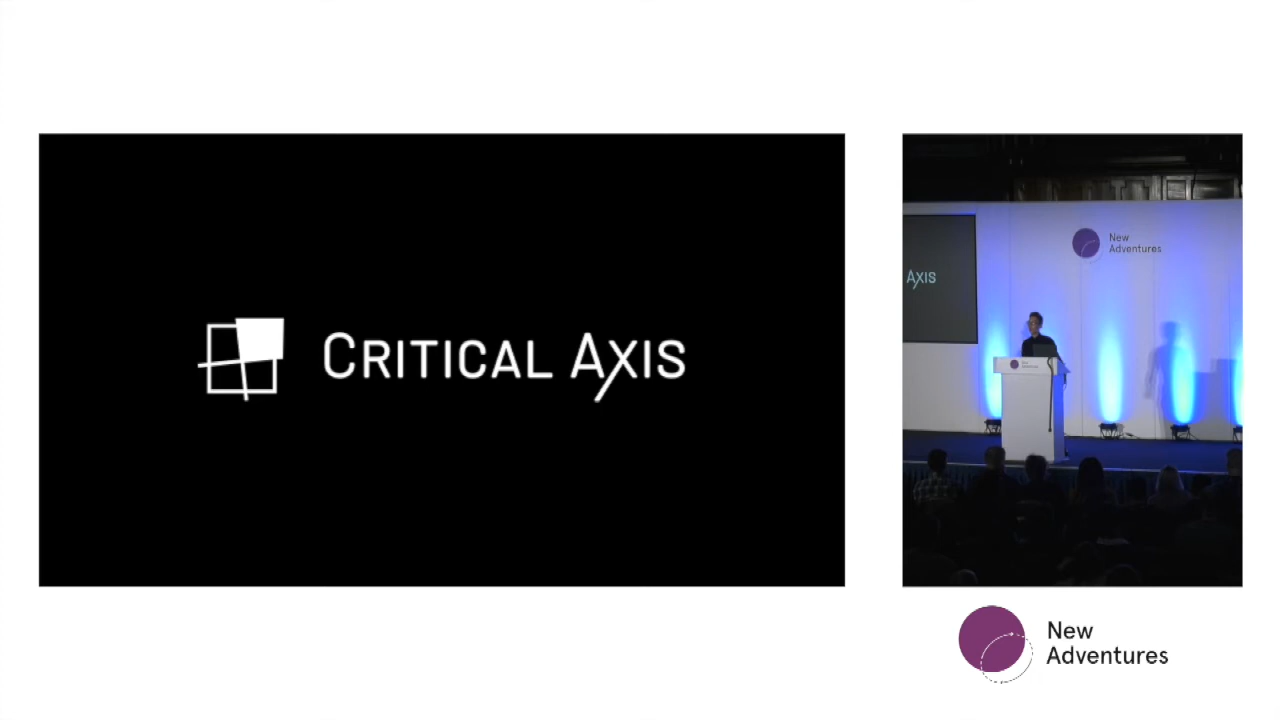 CRITICAL AXIS
New
Adventures
AXIS
New
Adventures